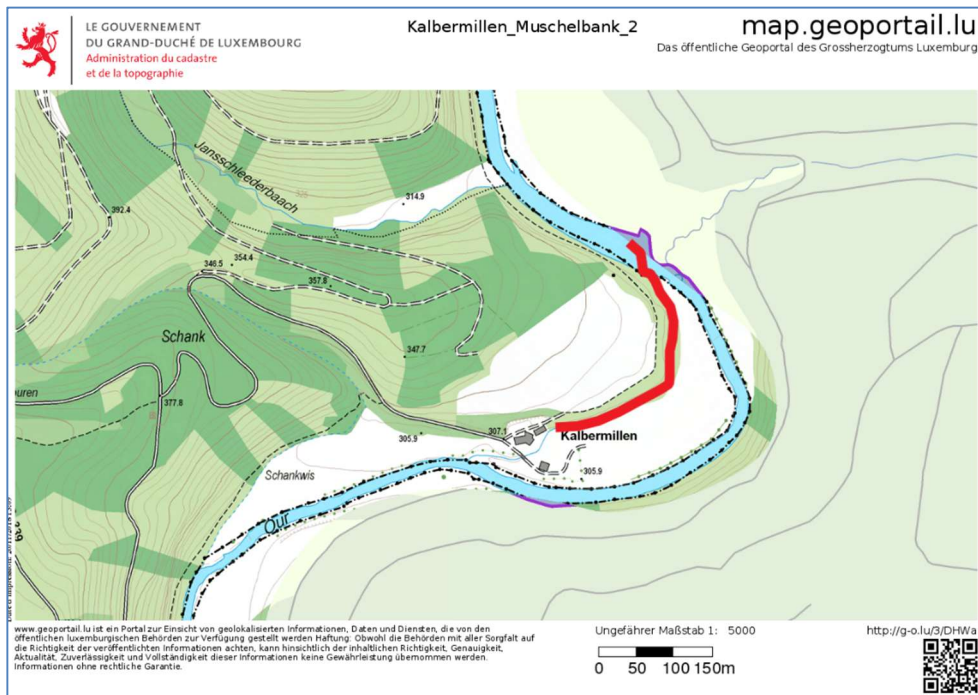 LE GOUVERNEMENT
DU GRAND-DUCHÉ DE LUXEMBOURG
Administration du cadastre
et de la topographie
Kalbermillen_Muschelbank_2
map.geoportail.lu
Das öffentliche Geoportal des Grossherzogtums Luxemburg
Jansschleederbaach
314.9
392.4
354.4
346.5
357.8
Schank
347.7
ouren
377.8
307.1
305.9
Kalbermillen
Schankwis
305.9
Our
339
www.geoportail.lu ist ein Portal zur Einsicht von geolokalisierten Informationen, Daten und Diensten, die von den
öffentlichen luxemburgischen Behörden zur Verfügung gestellt werden Haftung: Obwohl die Behörden mit aller Sorgfalt auf
die Richtigkeit der veröffentlichten Informationen achten, kann hinsichtlich der inhaltlichen Richtigkeit, Genauigkeit,
Aktualität, Zuverlässigkeit und Vollständigkeit dieser Informationen keine Gewährleistung übernommen werden.
Informationen ohne rechtliche Garantie.
Ungefährer Maßstab 1: 5000
0 50 100 150m
http://g-o.lu/3/DHWa